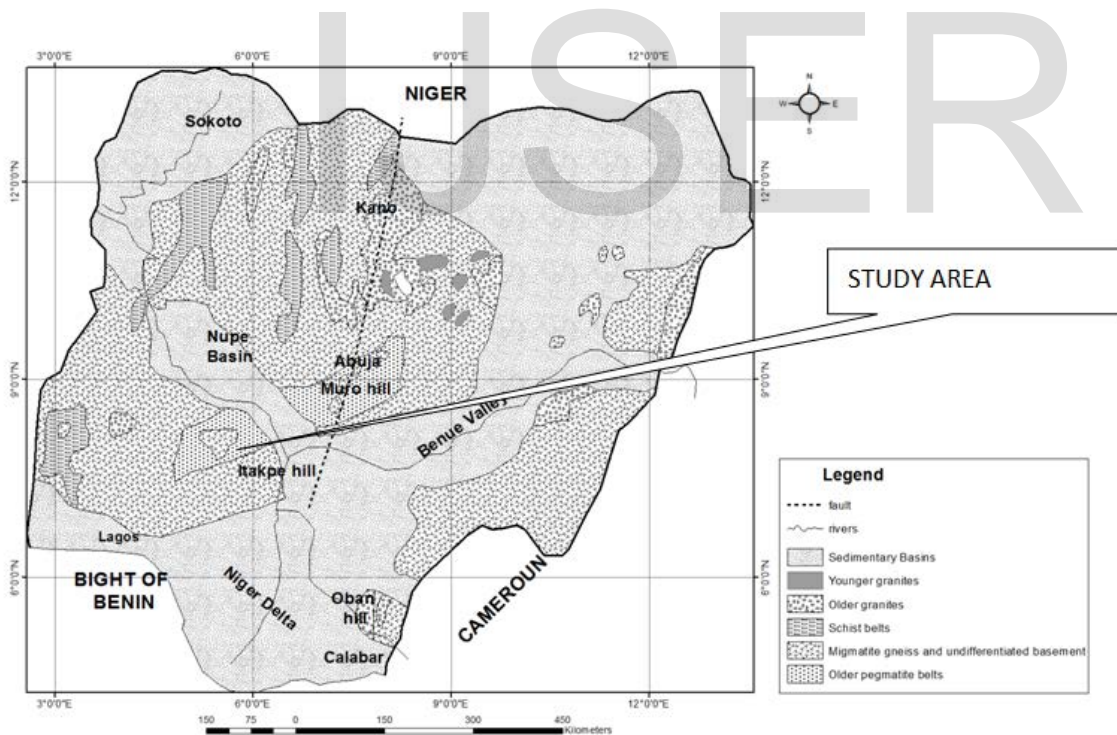 IJSER
3°0'0"E 6°0'0"E 9°0'0"E 12°0'0"E
NIGER
N
W E
S
Sokoto
12°0'0"N 12°0'0"N
Kano
STUDY AREA
Nupe
Basin
Abuja
Muro hill
9°0'0"N 9°0'0"N
Benue Valley
Itakpe hill
Lagos
BIGHT OF
BENIN
Niger Delta
Oban
hill
Calabar
CAMEROUN
6°0'0"N 6°0'0"N
Legend
fault
rivers
Sedimentary Basins
Younger granites
Older granites
Schist belts
Migmatite gneiss and undifferentiated basement
Older pegmatite belts
3°0'0"E 6°0'0"E 9°0'0"E 12°0'0"E
150 75 0 150 300 450
Kilometers